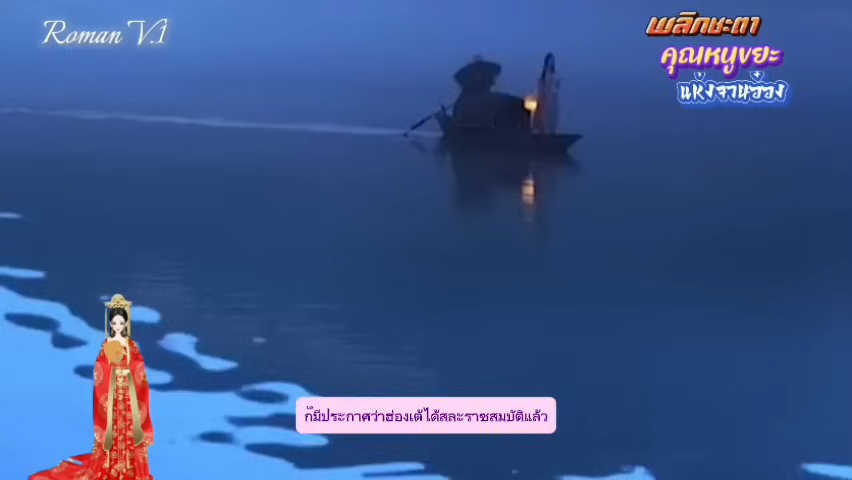 Roman V.1
พลิกชะตา
คุณหนูขยะ
แห่งจวนอ๋อง
ก็มีประกาศว่าฮ่องเต้ได้สละราชสมบัติแล้ว